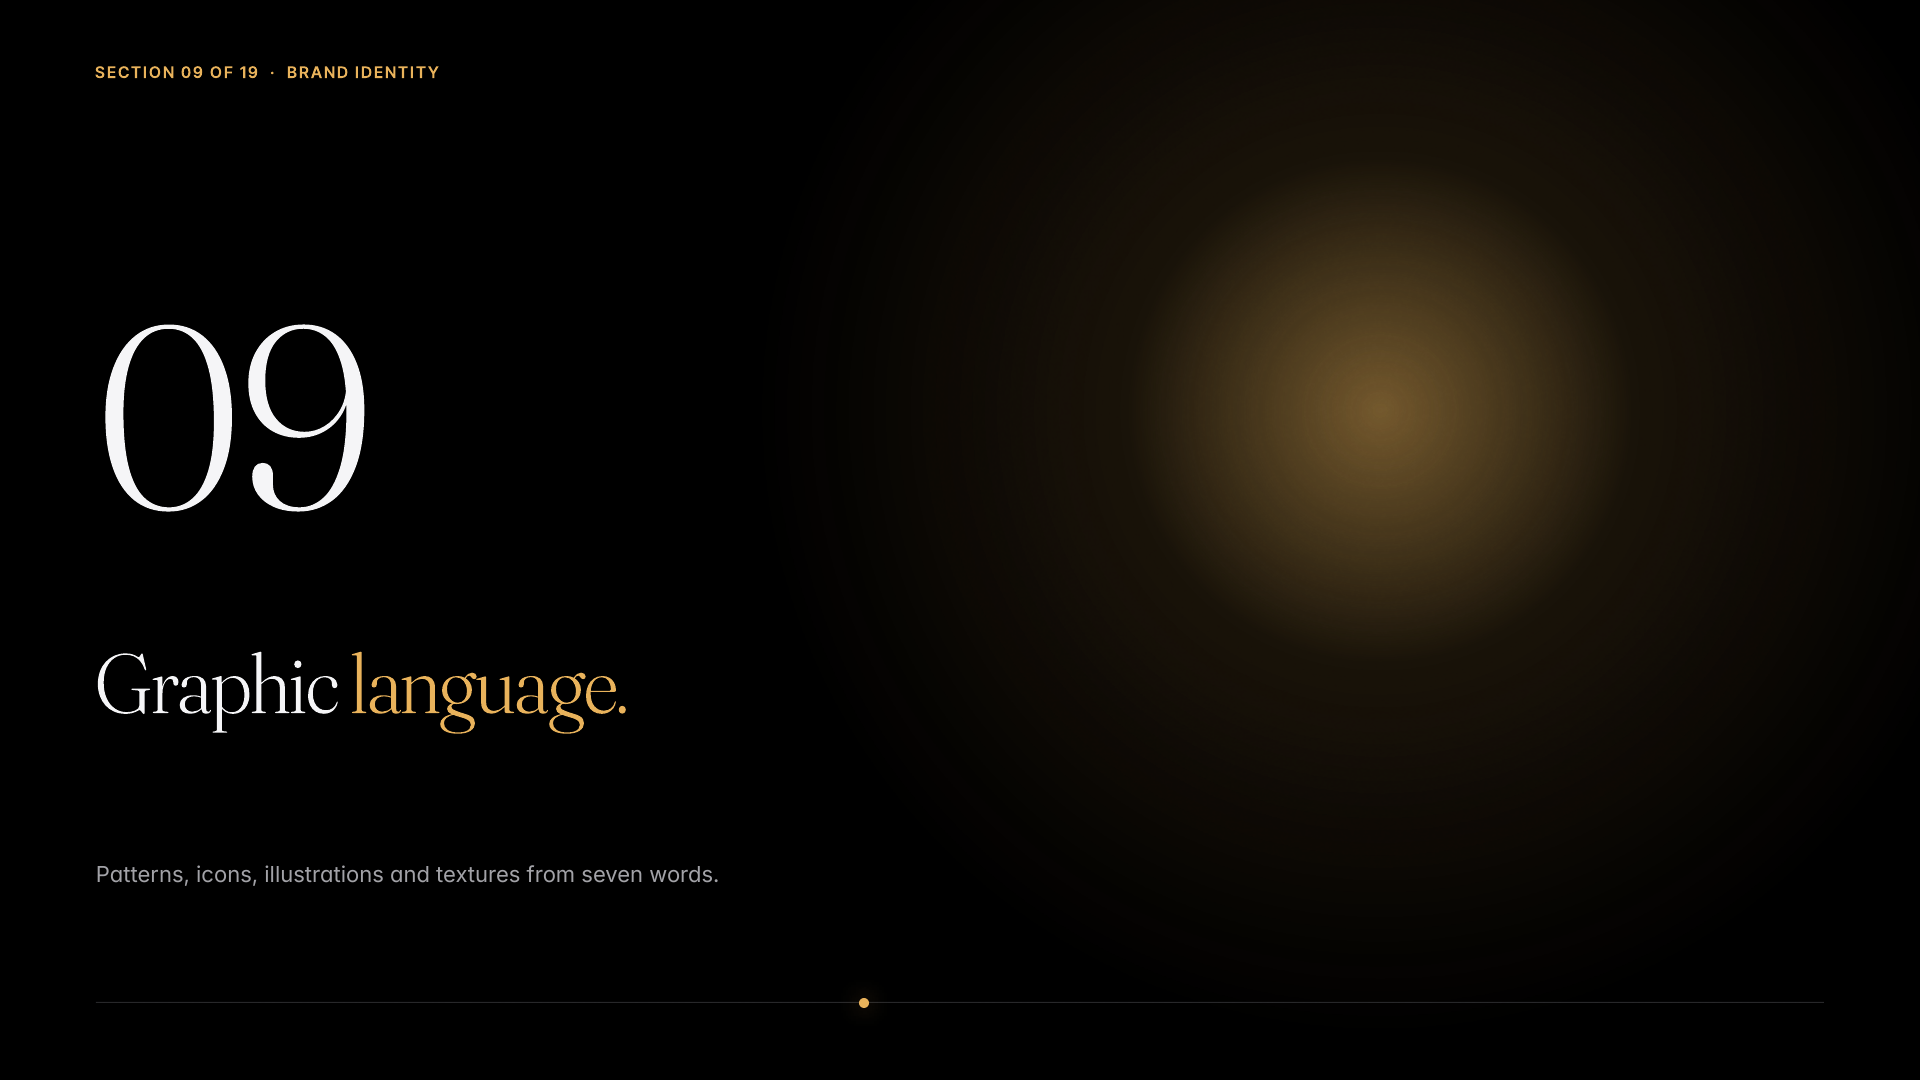 SECTION 09 OF 19 · BRAND IDENTITY
09
Graphic language.
Patterns, icons, illustrations and textures from seven words.